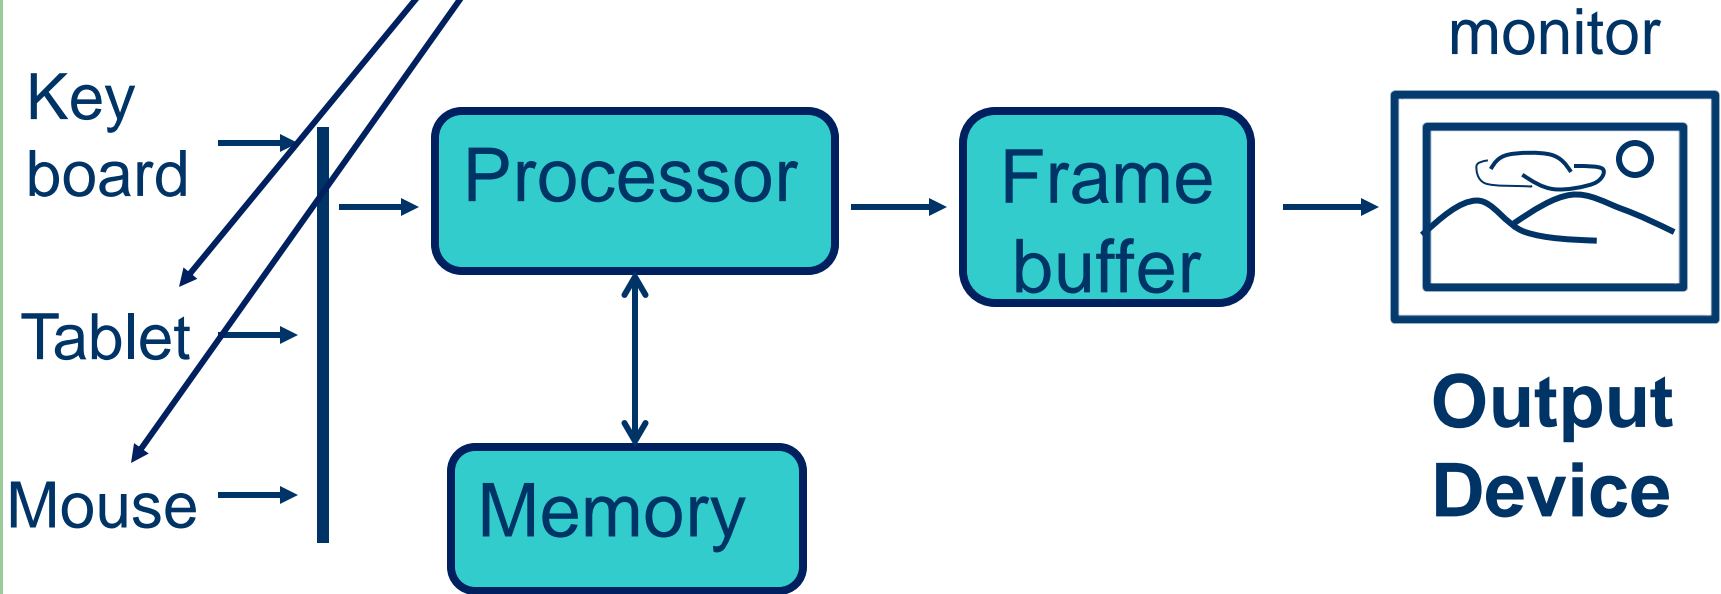 Key
board
Tablet
Mouse
Processor
Memory
Frame
buffer
monitor
Output
Device